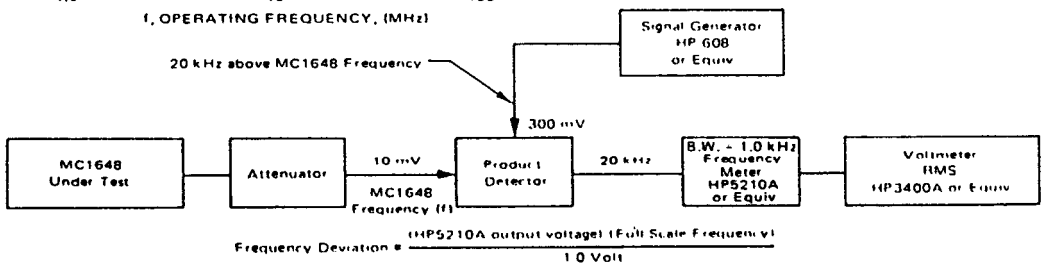 f, OPERATING FREQUENCY, (MHz)
Signal Generator
HP 608
or Equiv
20 kHz above MC1648 Frequency
300 mV
MC1648
Under Test
Attenuator
10 mV
MC1648
Frequency (f)
Product
Detector
20 kHz
B.W. = 1.0 kHz
Frequency
Meter
HP5210A
or Equiv
Voltmeter
RMS
HP3400A or Equiv
Frequency Deviation = (HP5210A output voltage) (Full Scale Frequency)
1.0 Volt